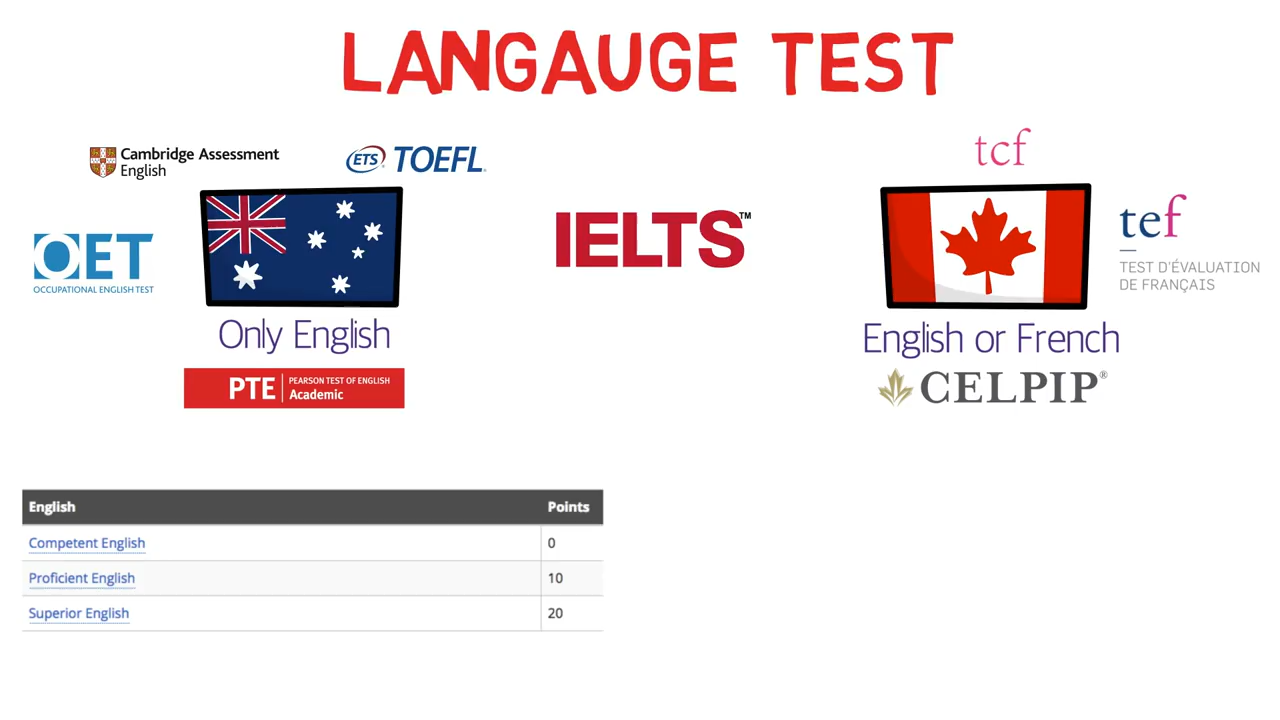 LANGAUGE TEST
Cambridge Assessment
English
ETS TOEFL
tcf
OET
OCCUPATIONAL ENGLISH TEST
IELTS™
tef
TEST D'ÉVALUATION
DE FRANÇAIS
Only English
English or French
PTE
PEARSON TEST OF ENGLISH
Academic
CELPIP®
English Points
Competent English 0
Proficient English 10
Superior English 20